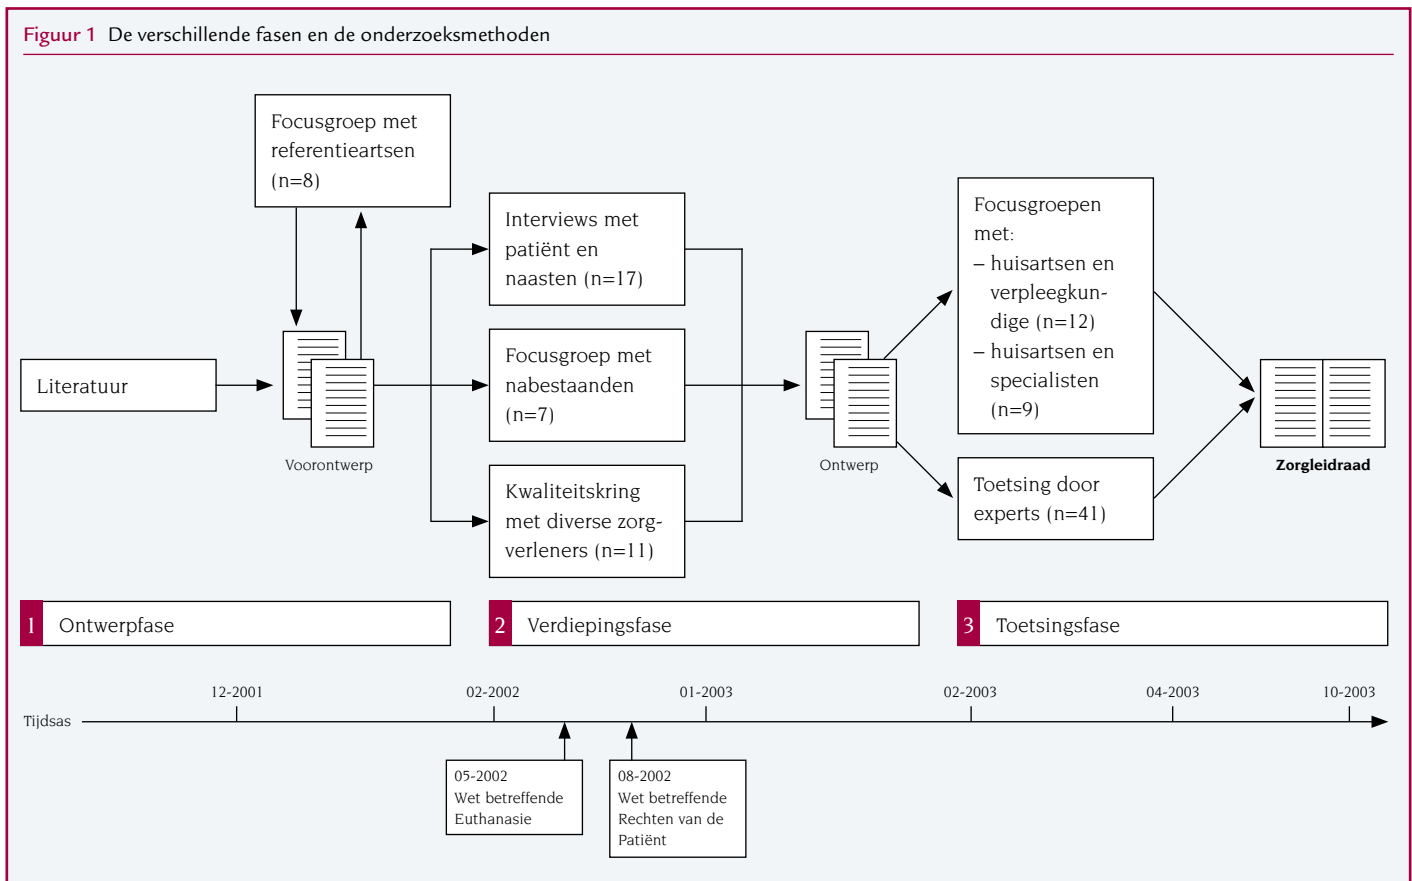 Figuur 1 De verschillende fasen en de onderzoeksmethoden
Focusgroep met
referentieartsen
(n=8)
Literatuur
Voorontwerp
Interviews met
patiënt en
naasten (n=17)
Focusgroep met
nabestaanden
(n=7)
Kwaliteitskring
met diverse zorg-
verleners (n=11)
Ontwerp
Focusgroepen
met:
– huisartsen en
verpleegkun-
dige (n=12)
– huisartsen en
specialisten
(n=9)
Toetsing door
experts (n=41)
Zorgleidraad
1 Ontwerpfase
2 Verdiepingsfase
3 Toetsingsfase
12-2001
02-2002
01-2003
02-2003
04-2003
10-2003
Tijdsas
05-2002
Wet betreffende
Euthanasie
08-2002
Wet betreffende
Rechten van de
Patiënt